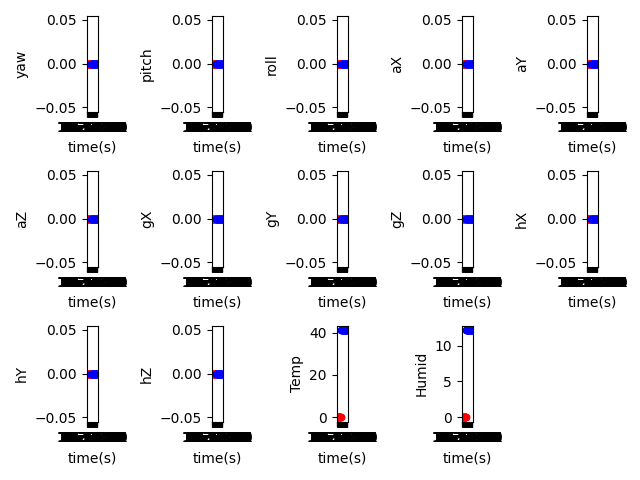 yaw 0.05 0.00 −0.05 time(s)
pitch 0.05 0.00 −0.05 time(s)
roll 0.05 0.00 −0.05 time(s)
aX 0.05 0.00 −0.05 time(s)
aY 0.05 0.00 −0.05 time(s)
aZ 0.05 0.00 −0.05 time(s)
gX 0.05 0.00 −0.05 time(s)
gY 0.05 0.00 −0.05 time(s)
gZ 0.05 0.00 −0.05 time(s)
hX 0.05 0.00 −0.05 time(s)
hY 0.05 0.00 −0.05 time(s)
hZ 0.05 0.00 −0.05 time(s)
Temp 40 20 0 time(s)
Humid 10 5 0 time(s)